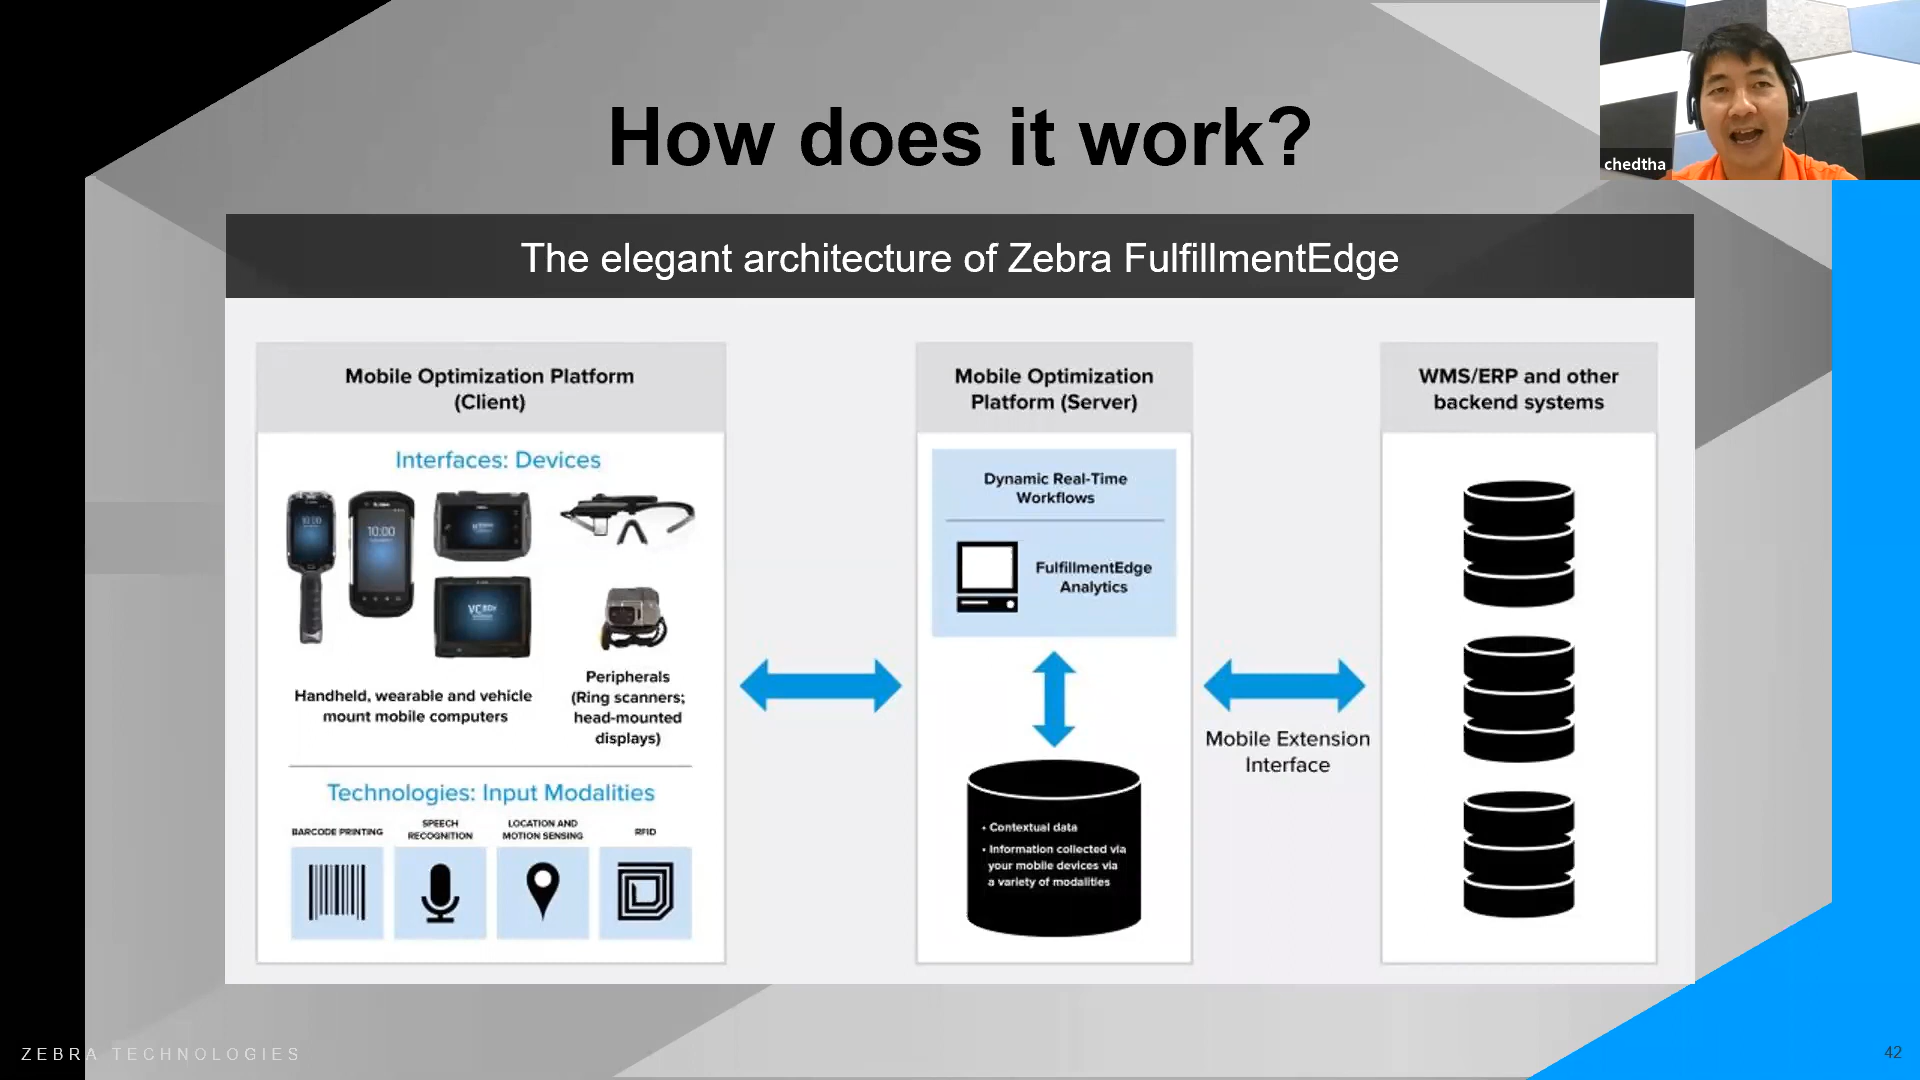 How does it work?
chedtha
The elegant architecture of Zebra FulfillmentEdge
Mobile Optimization Platform
(Client)
Interfaces: Devices
10:00
10:00
Handheld, wearable and vehicle
mount mobile computers
Peripherals
(Ring scanners;
head-mounted
displays)
Technologies: Input Modalities
BARCODE PRINTING
SPEECH
RECOGNITION
LOCATION AND
MOTION SENSING
RFID
Mobile Optimization
Platform (Server)
Dynamic Real-Time
Workflows
FulfillmentEdge
Analytics
• Contextual data
• Information collected via
your mobile devices via
a variety of modalities
Mobile Extension
Interface
WMS/ERP and other
backend systems
ZEBRA TECHNOLOGIES
42